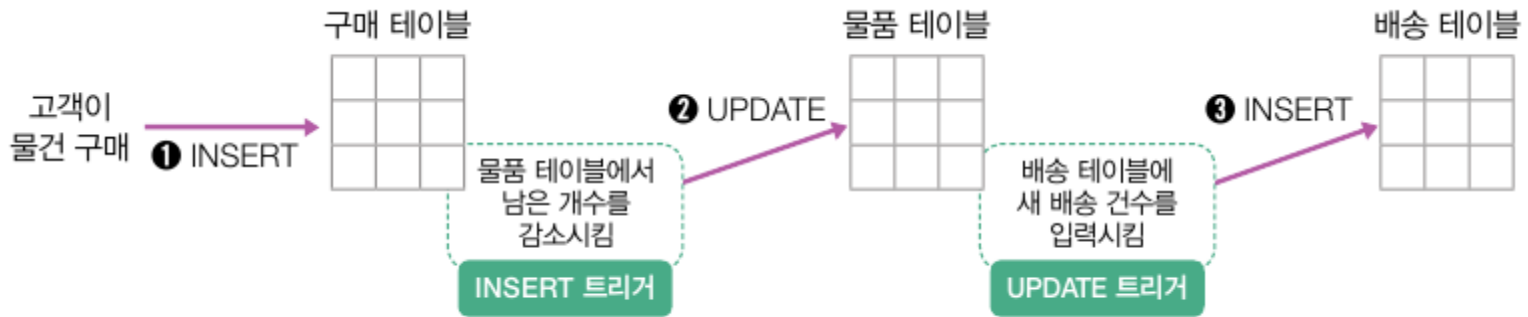 구매 테이블
물품 테이블
배송 테이블
고객이
물건 구매
❶ INSERT
물품 테이블에서
남은 개수를
감소시킴
INSERT 트리거
❷ UPDATE
배송 테이블에
새 배송 건수를
입력시킴
UPDATE 트리거
❸ INSERT